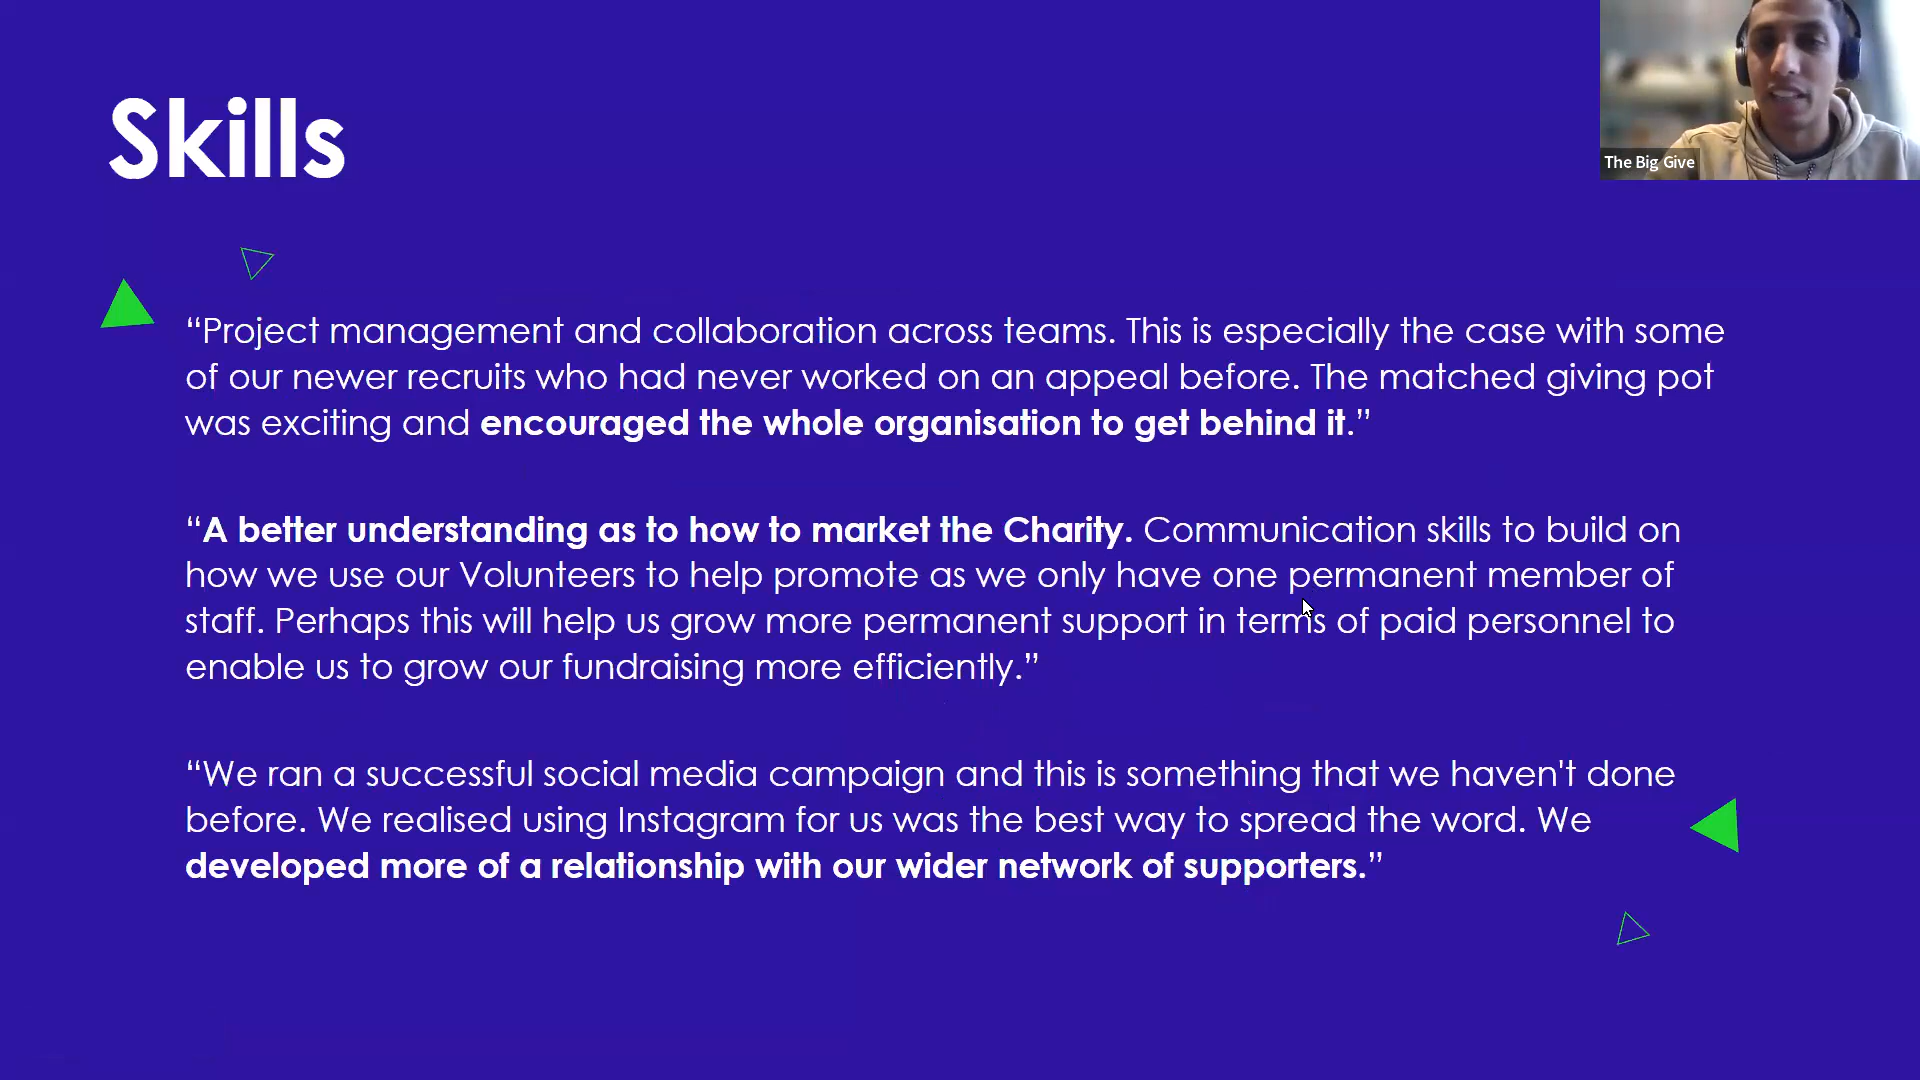 Skills
The Big Give
“Project management and collaboration across teams. This is especially the case with some
of our newer recruits who had never worked on an appeal before. The matched giving pot
was exciting and encouraged the whole organisation to get behind it.”
“A better understanding as to how to market the Charity. Communication skills to build on
how we use our Volunteers to help promote as we only have one permanent member of
staff. Perhaps this will help us grow more permanent support in terms of paid personnel to
enable us to grow our fundraising more efficiently.”
“We ran a successful social media campaign and this is something that we haven't done
before. We realised using Instagram for us was the best way to spread the word. We
developed more of a relationship with our wider network of supporters.”